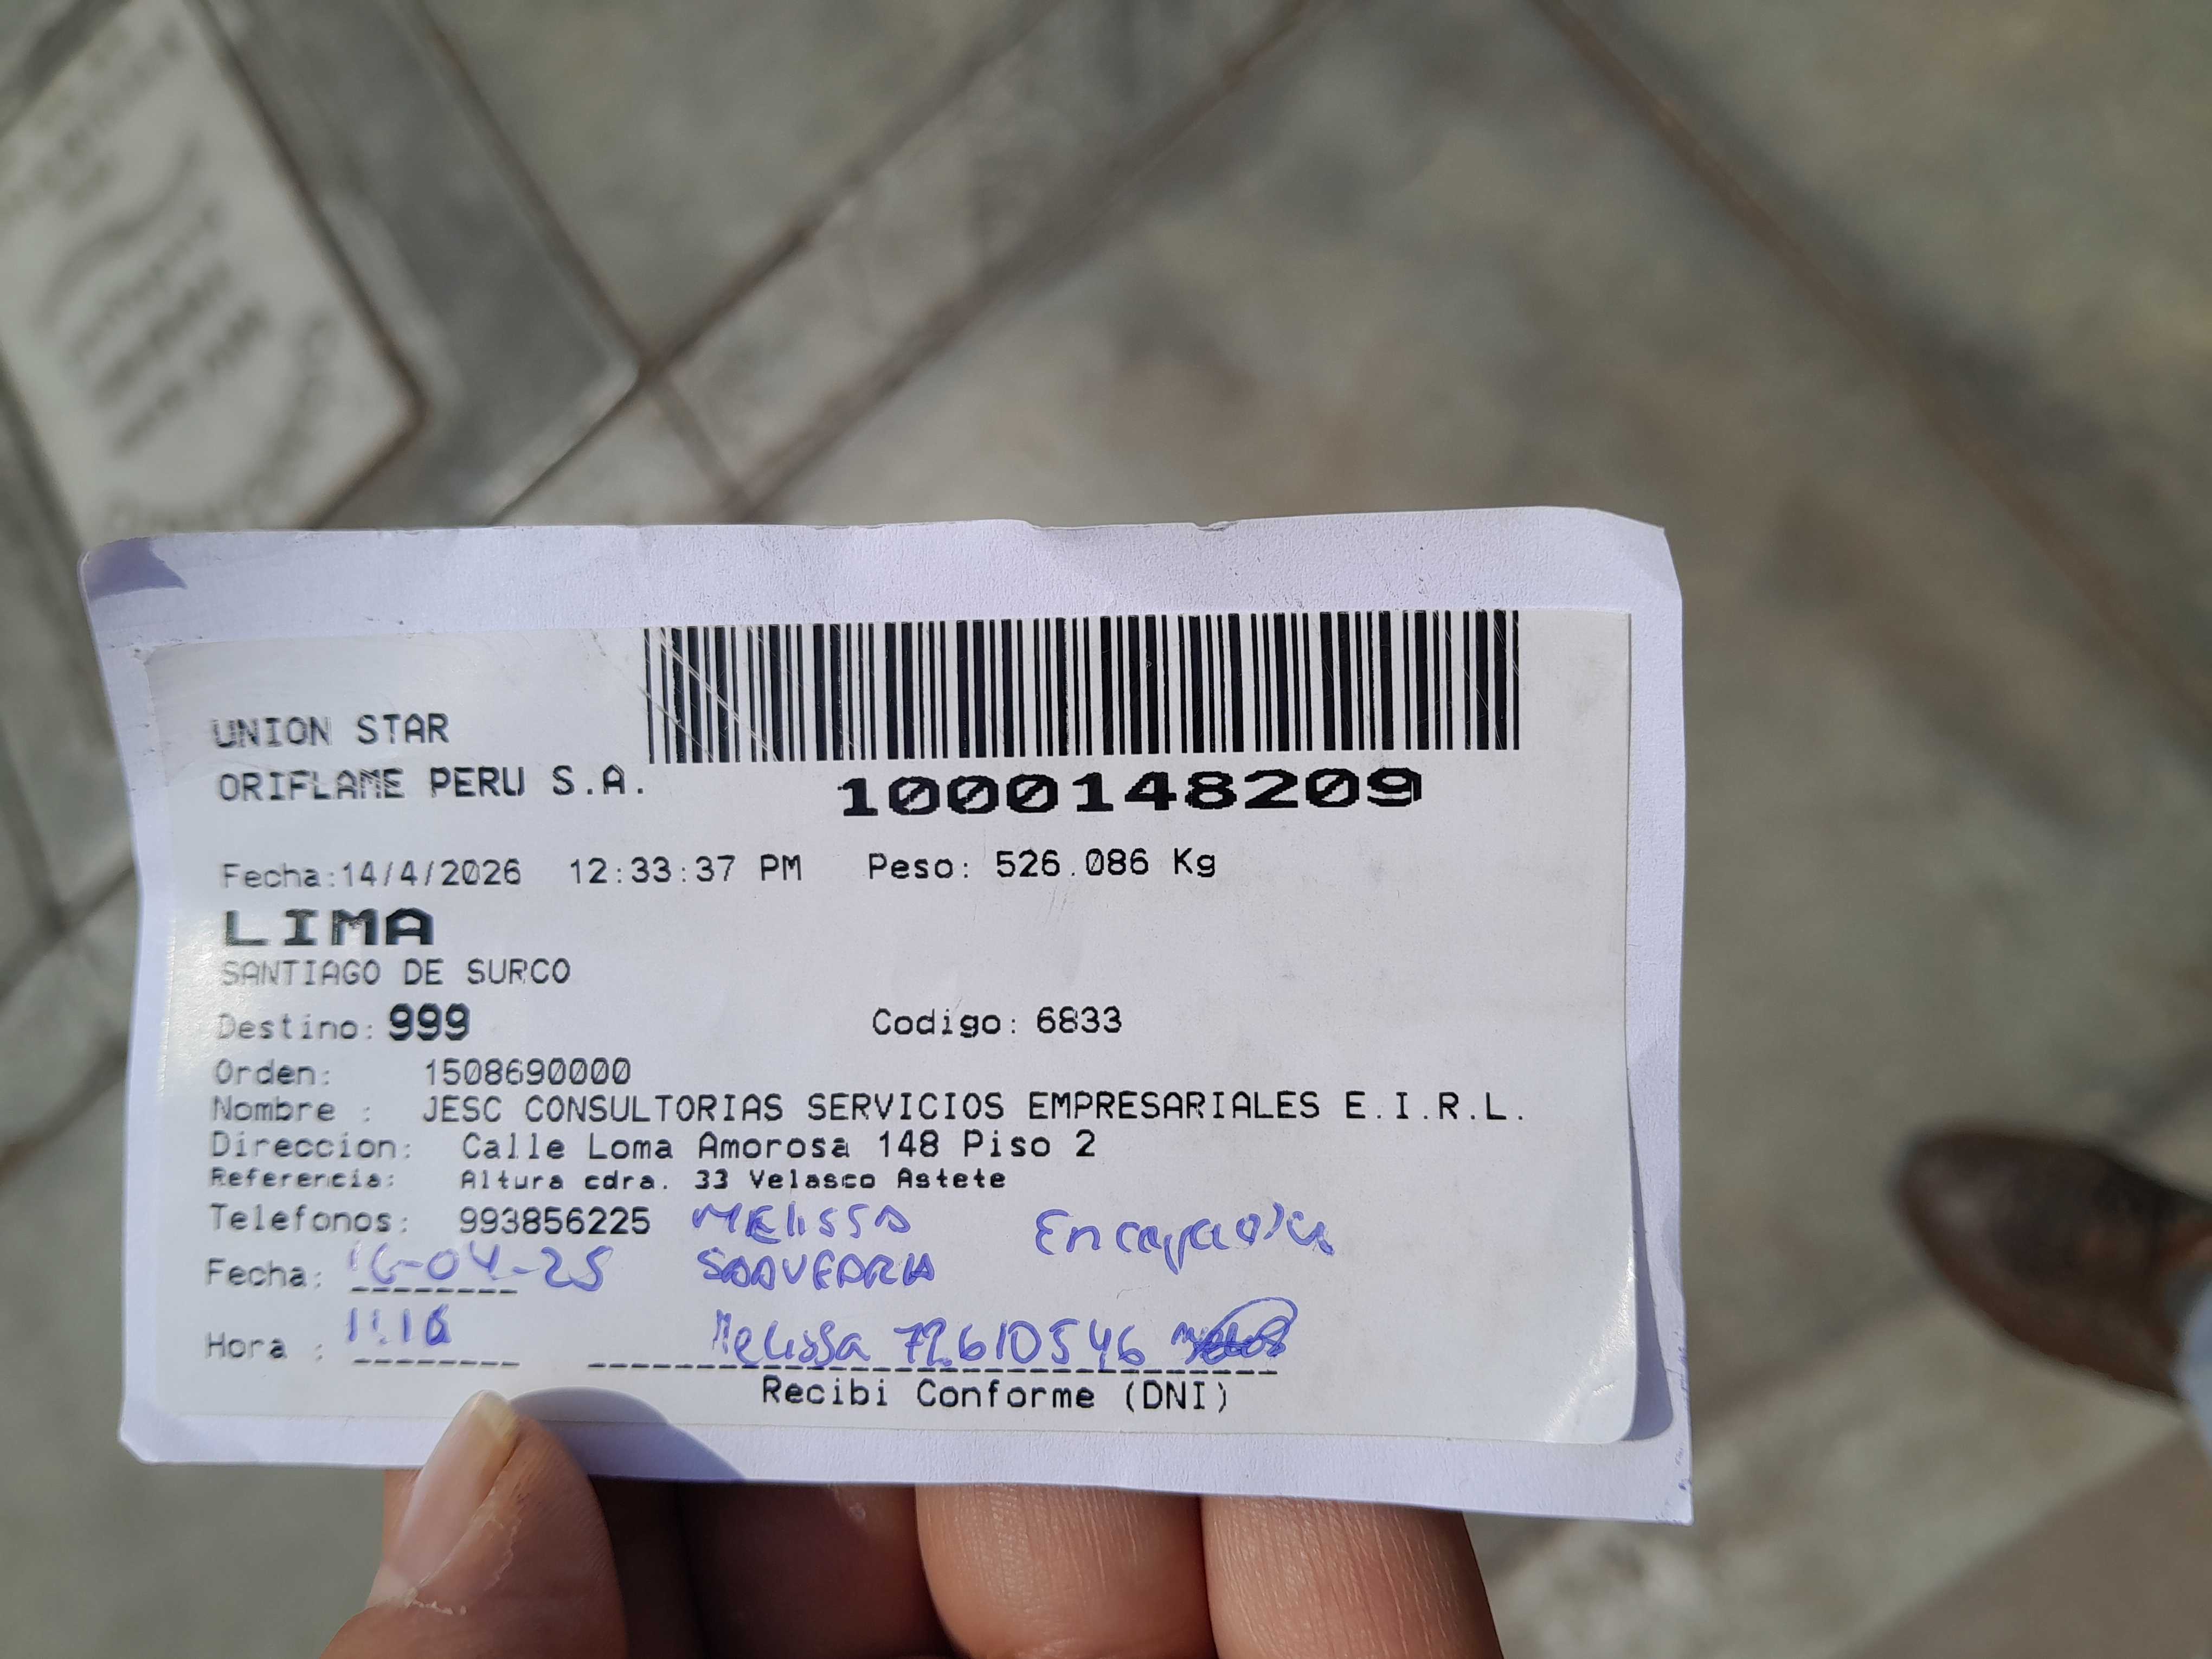 UNION STAR
ORIFLAME PERU S.A.
1000148209
Fecha:14/4/2026 12:33:37 PM Peso: 526.086 Kg
LIMA
SANTIAGO DE SURCO
Destino: 999 Codigo: 6833
Orden: 1508690000
Nombre : JESC CONSULTORIAS SERVICIOS EMPRESARIALES E.I.R.L.
Direccion: Calle Loma Amorosa 148 Piso 2
Referencia: Altura cdra. 33 Velasco Astete
Telefonos: 993856225 MELISSA
SAAVEDRA
Fecha: 16-04-25
Hora : 11:16 Melissa 72610546
Recibi Conforme (DNI)